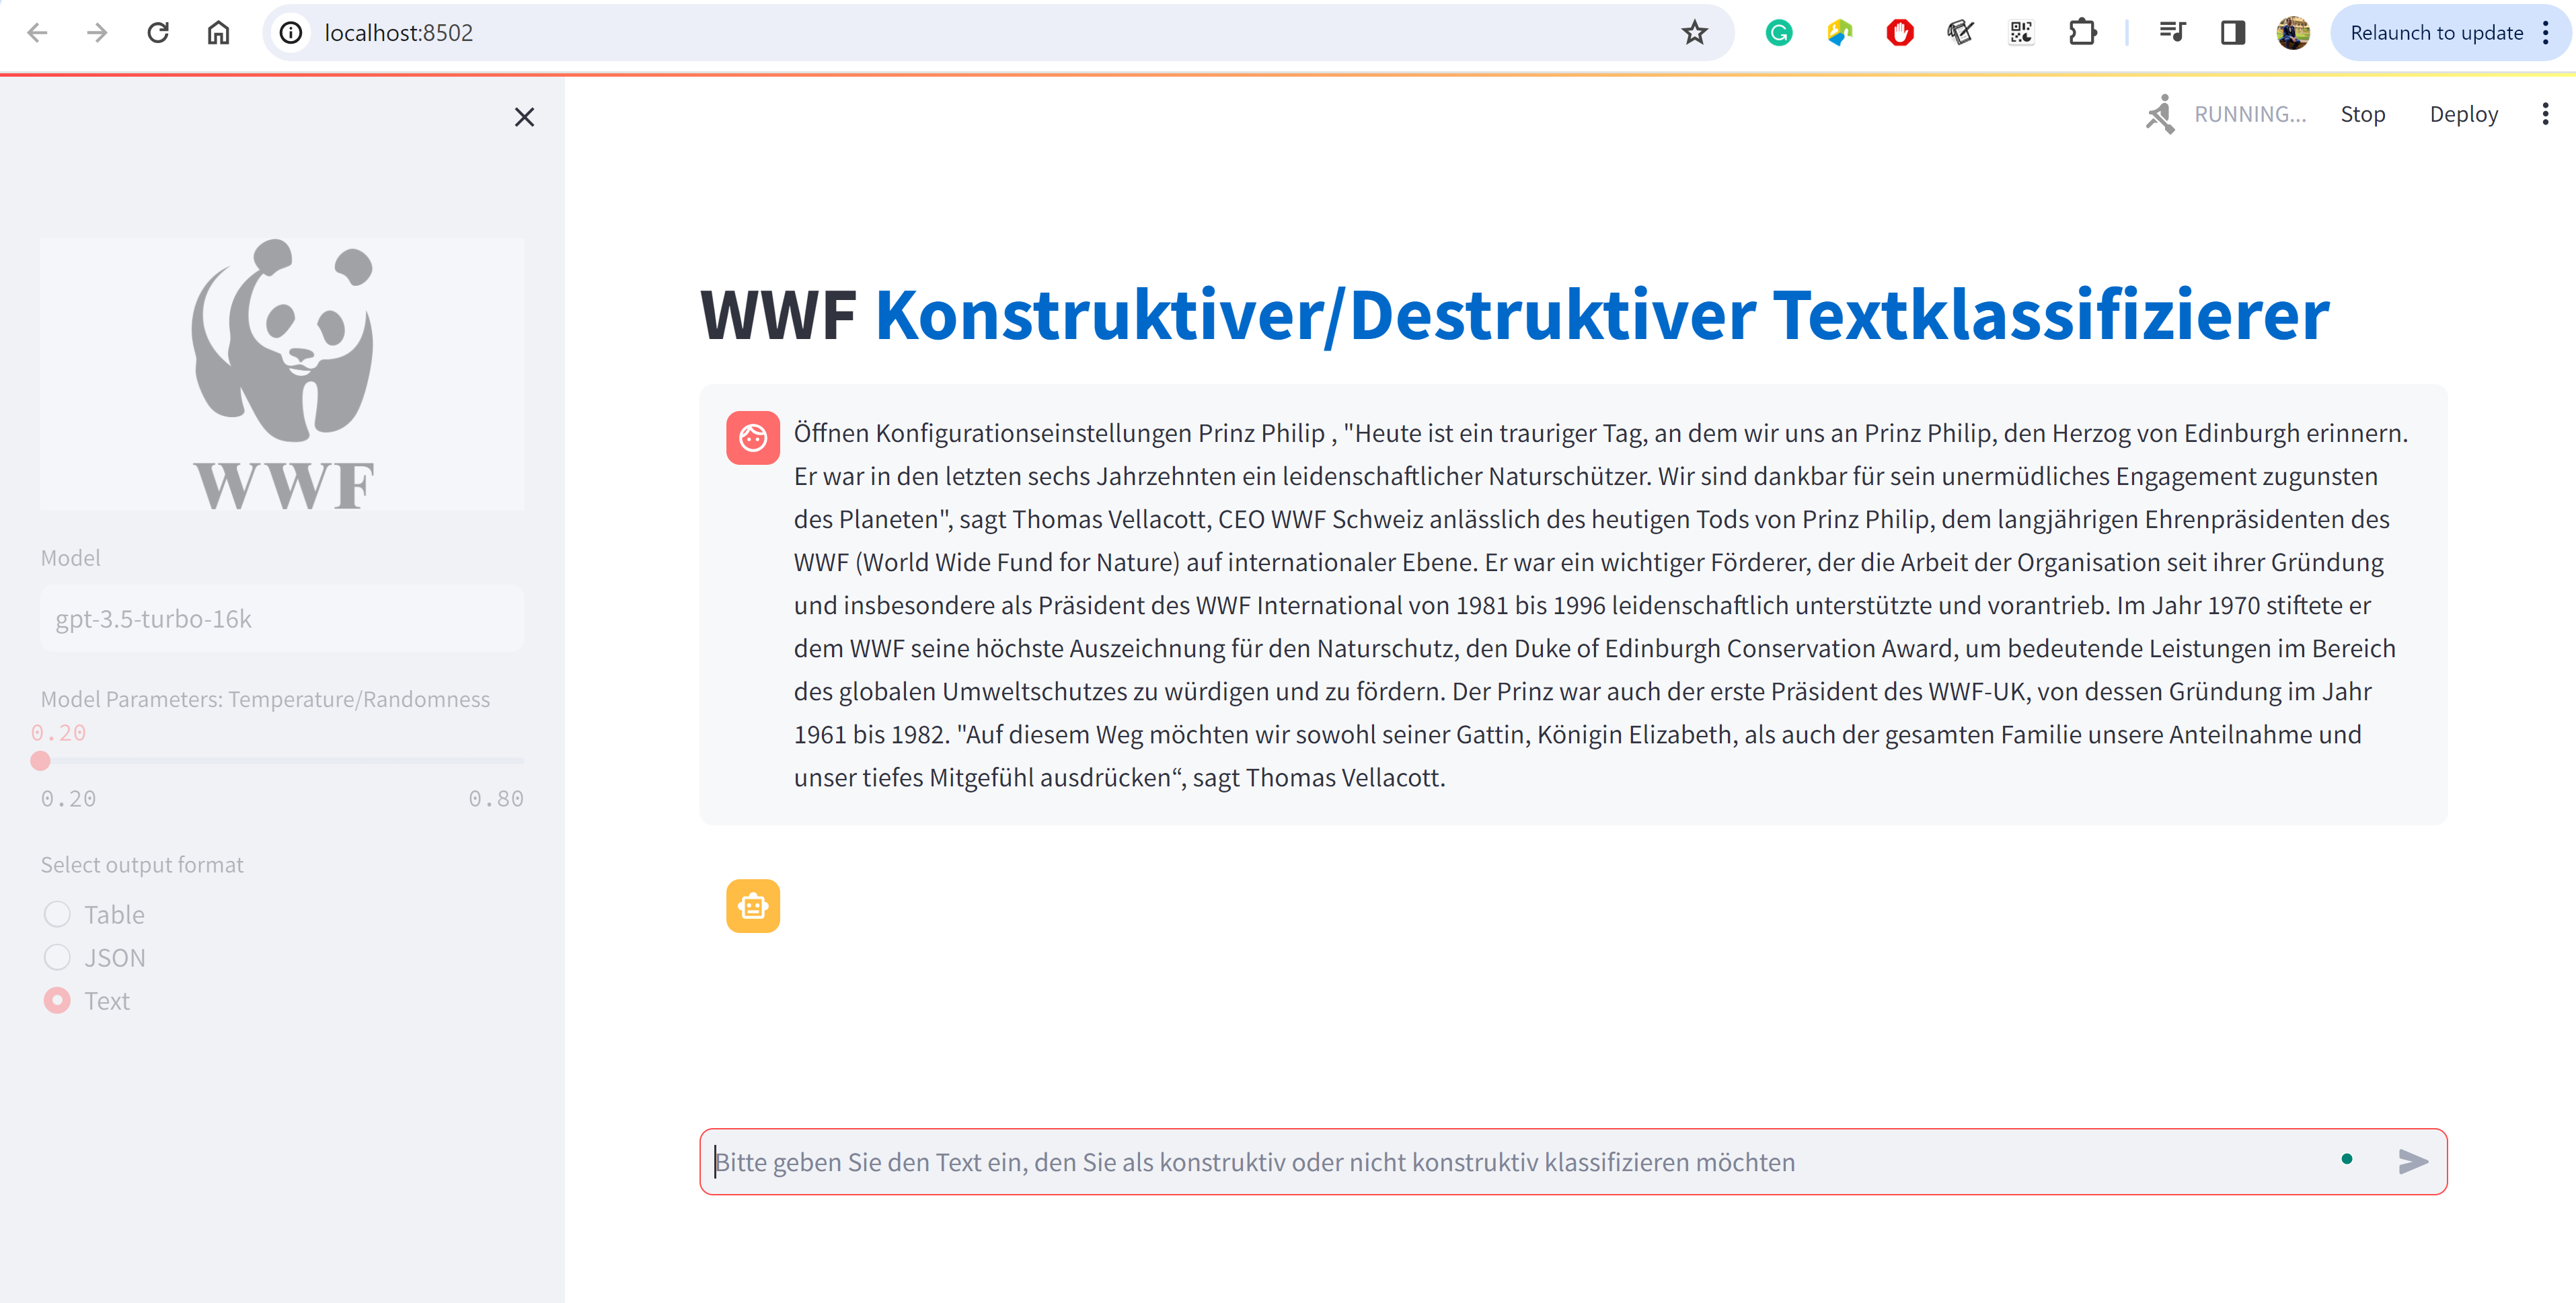 localhost:8502
Relaunch to update
RUNNING...
Stop
Deploy
WWF
Model
gpt-3.5-turbo-16k
Model Parameters: Temperature/Randomness
0.20
0.20 0.80
Select output format
Table
JSON
Text
WWF Konstruktiver/Destruktiver Textklassifizierer
Öffnen Konfigurationseinstellungen Prinz Philip , "Heute ist ein trauriger Tag, an dem wir uns an Prinz Philip, den Herzog von Edinburgh erinnern.
Er war in den letzten sechs Jahrzehnten ein leidenschaftlicher Naturschützer. Wir sind dankbar für sein unermüdliches Engagement zugunsten
des Planeten", sagt Thomas Vellacott, CEO WWF Schweiz anlässlich des heutigen Tods von Prinz Philip, dem langjährigen Ehrenpräsidenten des
WWF (World Wide Fund for Nature) auf internationaler Ebene. Er war ein wichtiger Förderer, der die Arbeit der Organisation seit ihrer Gründung
und insbesondere als Präsident des WWF International von 1981 bis 1996 leidenschaftlich unterstützte und vorantrieb. Im Jahr 1970 stiftete er
dem WWF seine höchste Auszeichnung für den Naturschutz, den Duke of Edinburgh Conservation Award, um bedeutende Leistungen im Bereich
des globalen Umweltschutzes zu würdigen und zu fördern. Der Prinz war auch der erste Präsident des WWF-UK, von dessen Gründung im Jahr
1961 bis 1982. "Auf diesem Weg möchten wir sowohl seiner Gattin, Königin Elizabeth, als auch der gesamten Familie unsere Anteilnahme und
unser tiefes Mitgefühl ausdrücken“, sagt Thomas Vellacott.
Bitte geben Sie den Text ein, den Sie als konstruktiv oder nicht konstruktiv klassifizieren möchten